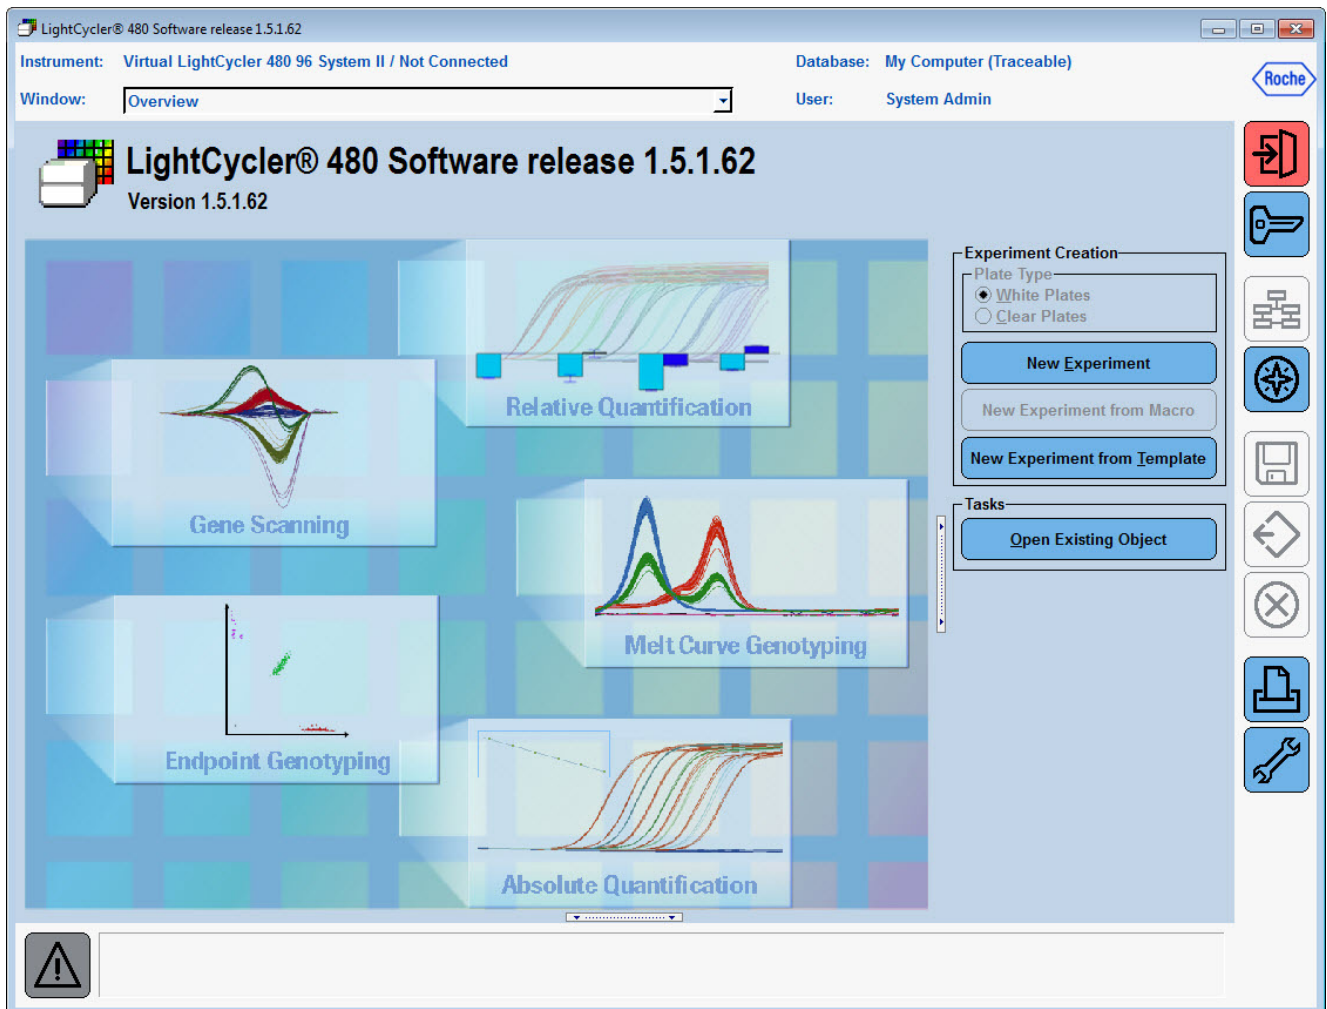 LightCycler® 480 Software release 1.5.1.62
Instrument: Virtual LightCycler 480 96 System II / Not Connected
Database: My Computer (Traceable)
Window: Overview
User: System Admin
Roche
LightCycler® 480 Software release 1.5.1.62
Version 1.5.1.62
Experiment Creation
Plate Type
White Plates
Clear Plates
New Experiment
New Experiment from Macro
New Experiment from Template
Tasks
Open Existing Object
Relative Quantification
Gene Scanning
Melt Curve Genotyping
Endpoint Genotyping
Absolute Quantification